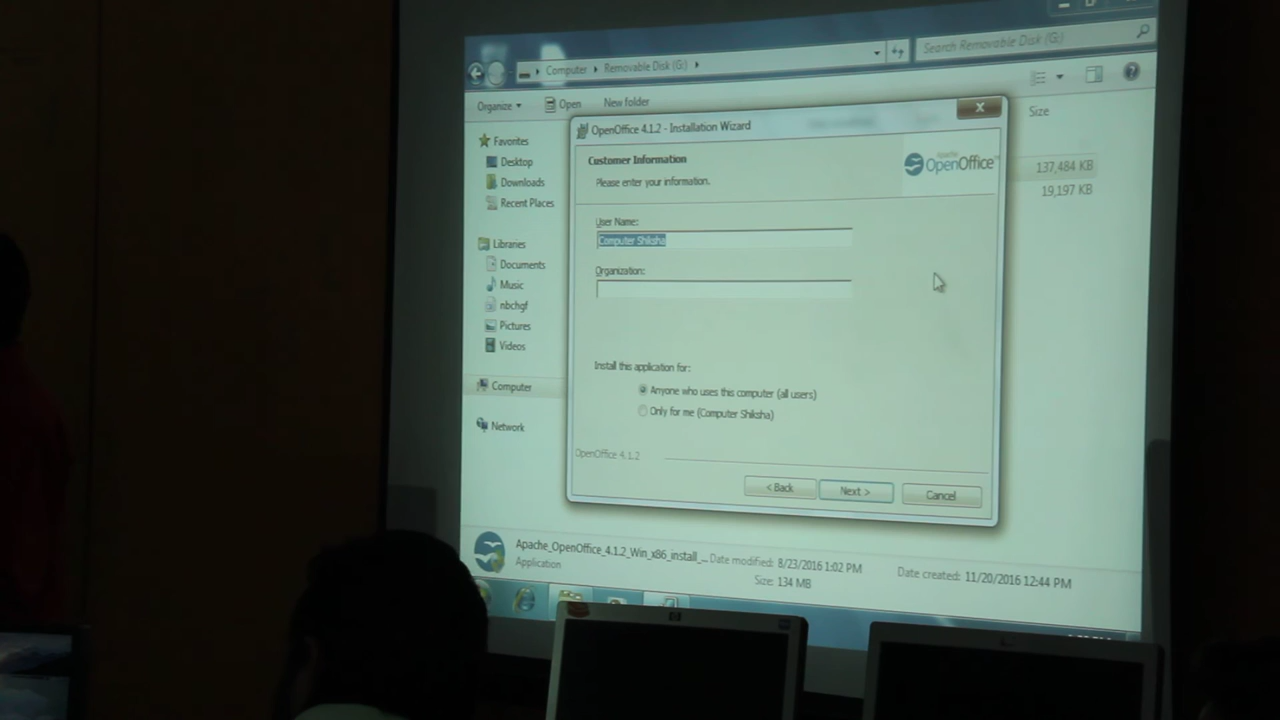 Computer
Removable Disk (G:)
Search Removable Disk (G:)
Organize
Open
New folder
Size
Favorites
Desktop
Downloads
Recent Places
Libraries
Documents
Music
nbchgf
Pictures
Videos
Computer
Network
137,484 KB
19,197 KB
OpenOffice 4.1.2 - Installation Wizard
Customer Information
Please enter your information.
Apache
OpenOffice
User Name:
Computer Shiksha
Organization:
Install this application for:
Anyone who uses this computer (all users)
Only for me (Computer Shiksha)
OpenOffice 4.1.2
< Back
Next >
Cancel
Apache_OpenOffice_4.1.2_Win_x86_install_...
Application
Date modified: 8/23/2016 1:02 PM
Size: 134 MB
Date created: 11/20/2016 12:44 PM
hp